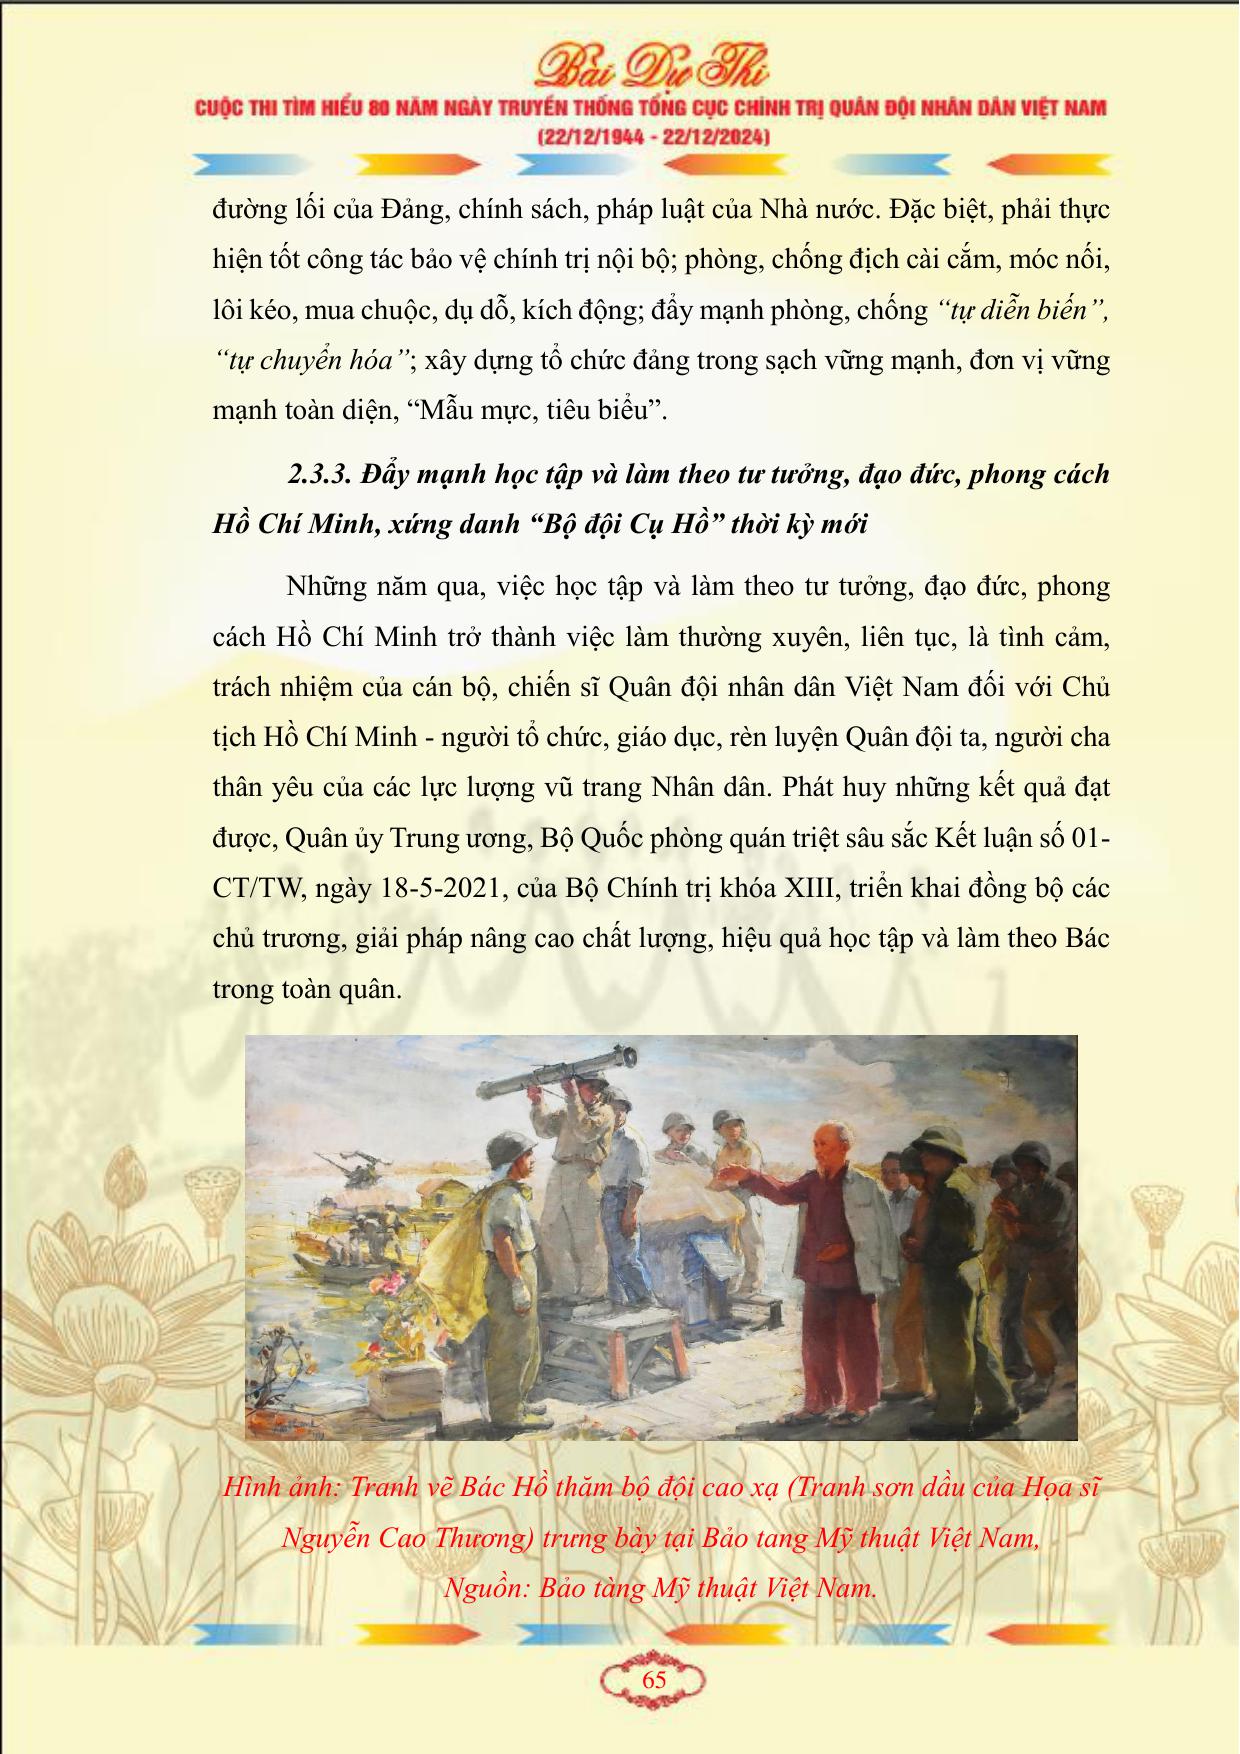 Bài Dự Thi
CUỘC THI TÌM HIỂU 80 NĂM NGÀY TRUYỀN THỐNG TỔNG CỤC CHÍNH TRỊ QUÂN ĐỘI NHÂN DÂN VIỆT NAM
(22/12/1944 - 22/12/2024)
đường lối của Đảng, chính sách, pháp luật của Nhà nước. Đặc biệt, phải thực
hiện tốt công tác bảo vệ chính trị nội bộ; phòng, chống địch cài cắm, móc nối,
lôi kéo, mua chuộc, dụ dỗ, kích động; đẩy mạnh phòng, chống “tự diễn biến”,
“tự chuyển hóa”; xây dựng tổ chức đảng trong sạch vững mạnh, đơn vị vững
mạnh toàn diện, “Mẫu mực, tiêu biểu”.
2.3.3. Đẩy mạnh học tập và làm theo tư tưởng, đạo đức, phong cách
Hồ Chí Minh, xứng danh “Bộ đội Cụ Hồ” thời kỳ mới
Những năm qua, việc học tập và làm theo tư tưởng, đạo đức, phong
cách Hồ Chí Minh trở thành việc làm thường xuyên, liên tục, là tình cảm,
trách nhiệm của cán bộ, chiến sĩ Quân đội nhân dân Việt Nam đối với Chủ
tịch Hồ Chí Minh - người tổ chức, giáo dục, rèn luyện Quân đội ta, người cha
thân yêu của các lực lượng vũ trang Nhân dân. Phát huy những kết quả đạt
được, Quân ủy Trung ương, Bộ Quốc phòng quán triệt sâu sắc Kết luận số 01-
CT/TW, ngày 18-5-2021, của Bộ Chính trị khóa XIII, triển khai đồng bộ các
chủ trương, giải pháp nâng cao chất lượng, hiệu quả học tập và làm theo Bác
trong toàn quân.
Hình ảnh: Tranh vẽ Bác Hồ thăm bộ đội cao xạ (Tranh sơn dầu của Họa sĩ
Nguyễn Cao Thương) trưng bày tại Bảo tang Mỹ thuật Việt Nam,
Nguồn: Bảo tàng Mỹ thuật Việt Nam.
65